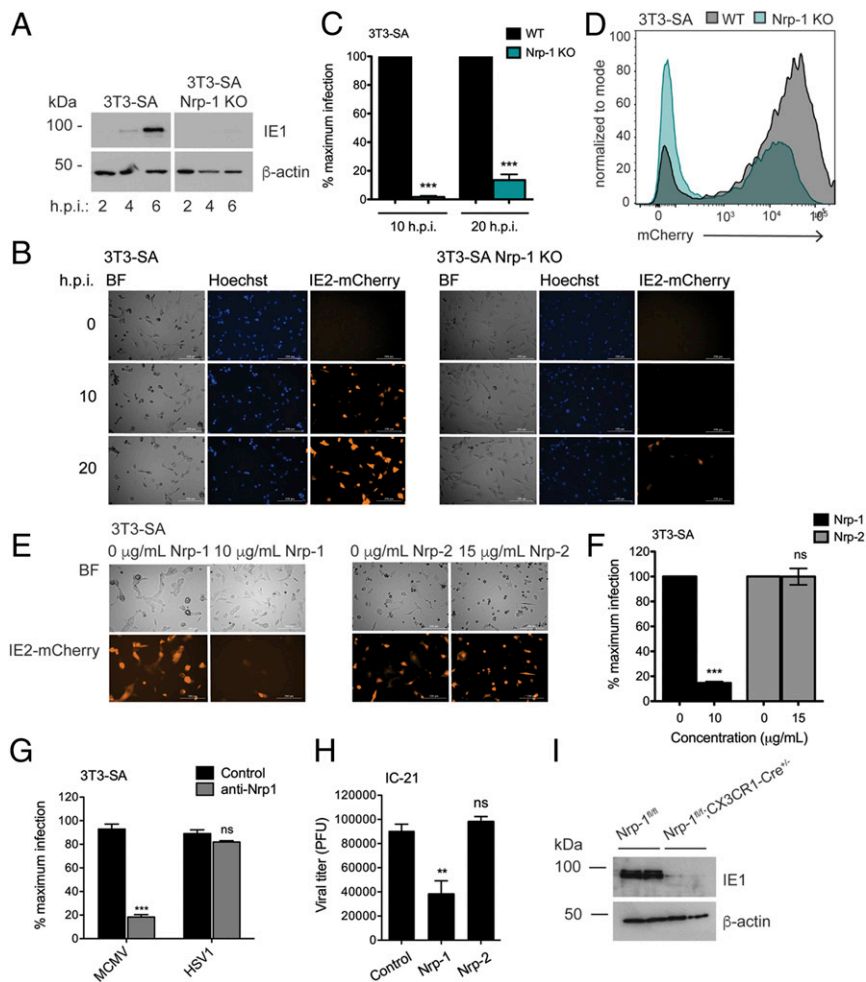 A
3T3-SA
3T3-SA
Nrp-1 KO
kDa
100 -
IE1
50 -
β-actin
h.p.i.: 2 4 6 2 4 6
C
3T3-SA
WT
Nrp-1 KO
% maximum infection
100
80
60
40
20
0
***
***
10 h.p.i. 20 h.p.i.
D
3T3-SA WT Nrp-1 KO
normalized to mode
100
80
60
40
20
0
0 10³ 10⁴ 10⁵
mCherry
B
3T3-SA
3T3-SA Nrp-1 KO
h.p.i. BF Hoechst IE2-mCherry BF Hoechst IE2-mCherry
0
10
20
E
3T3-SA
0 μg/mL Nrp-1 10 μg/mL Nrp-1 0 μg/mL Nrp-2 15 μg/mL Nrp-2
BF
IE2-mCherry
F
Nrp-1
Nrp-2
3T3-SA
% maximum infection
120
100
80
60
40
20
0
***
ns
0 10 0 15
Concentration (μg/mL)
G
3T3-SA
Control
anti-Nrp1
% maximum infection
120
100
80
60
40
20
0
***
ns
MCMV HSV1
H
IC-21
Viral titer (PFU)
120000
100000
80000
60000
40000
20000
0
**
ns
Control Nrp-1 Nrp-2
I
Nrp-1fl/fl
Nrp-1fl/fl;CX3CR1-Cre+/-
kDa
100
IE1
50
β-actin